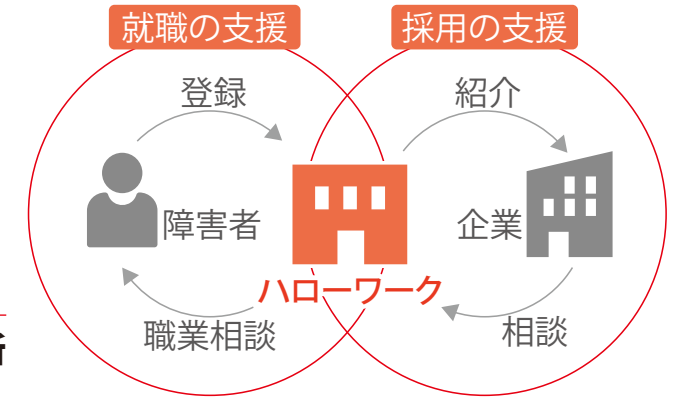 就職の支援
採用の支援
登録
紹介
障害者
企業
ハローワーク
職業相談
相談